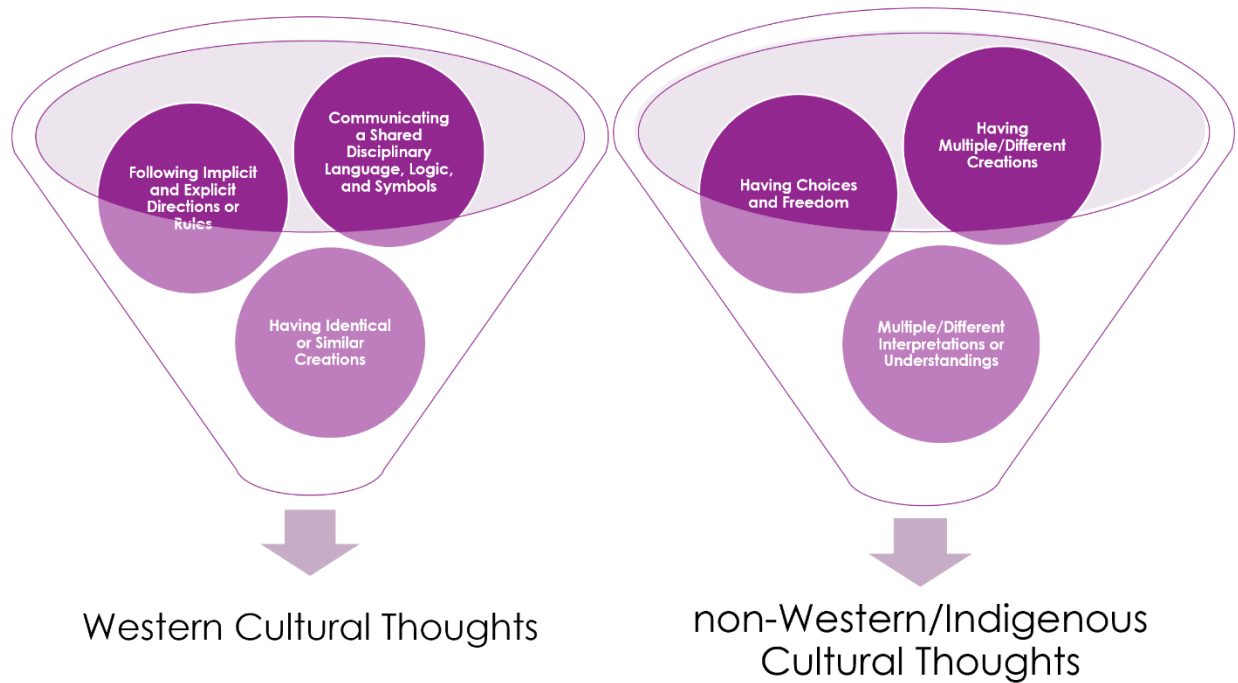 Communicating
a Shared
Disciplinary
Language, Logic,
and Symbols
Following Implicit
and Explicit
Directions or
Rules
Having Identical
or Similar
Creations
Western Cultural Thoughts
Having
Multiple/Different
Creations
Having Choices
and Freedom
Multiple/Different
Interpretations or
Understandings
non-Western/Indigenous
Cultural Thoughts